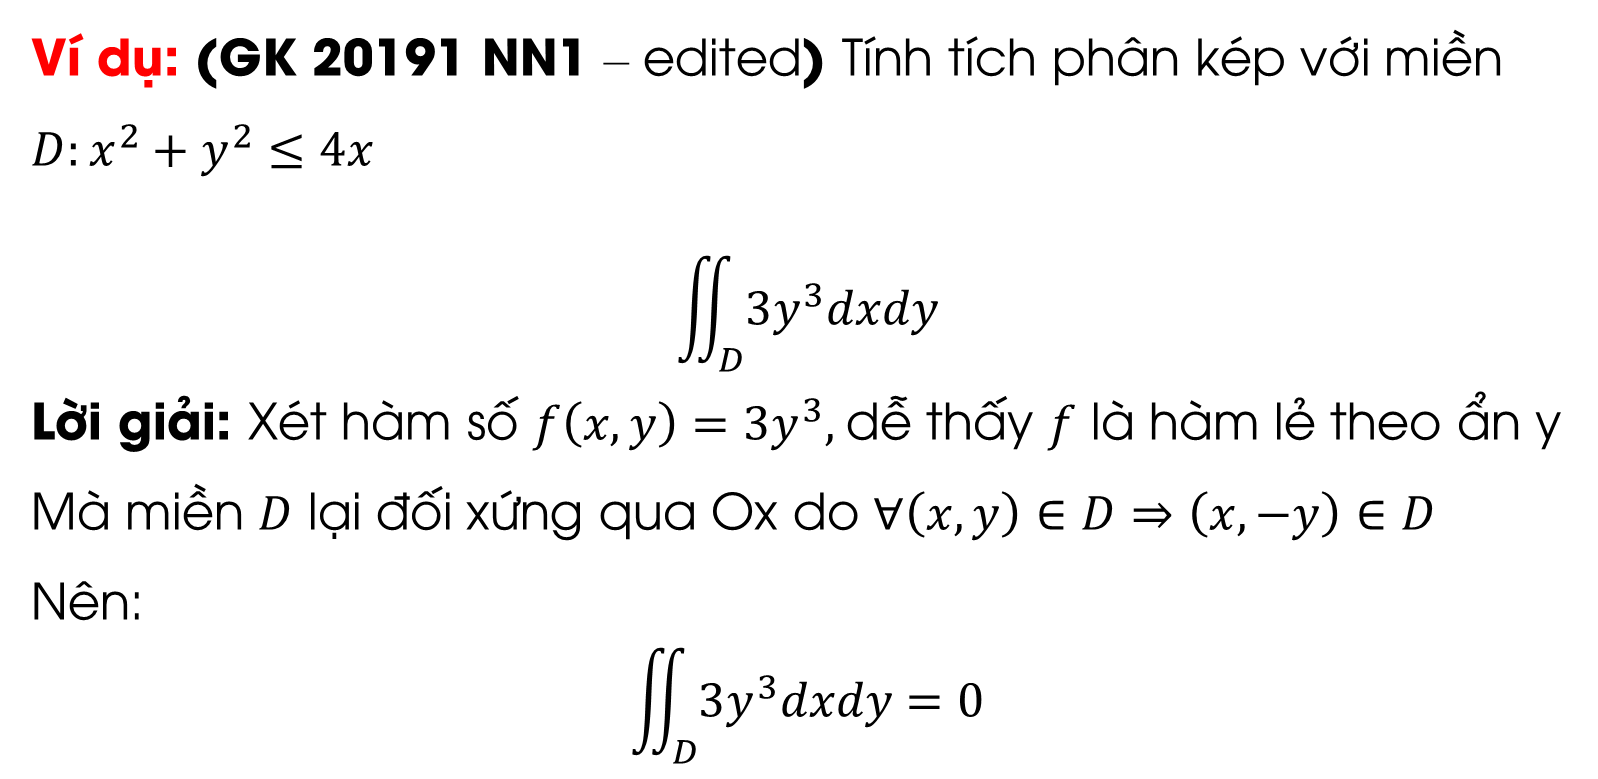 Ví dụ: (GK 20191 NN1 – edited) Tính tích phân kép với miền
D: x² + y² ≤ 4x
∬_D 3y³dxdy
Lời giải: Xét hàm số f(x, y) = 3y³, dễ thấy f là hàm lẻ theo ẩn y
Mà miền D lại đối xứng qua Ox do ∀(x, y) ∈ D ⇒ (x, −y) ∈ D
Nên:
∬_D 3y³dxdy = 0